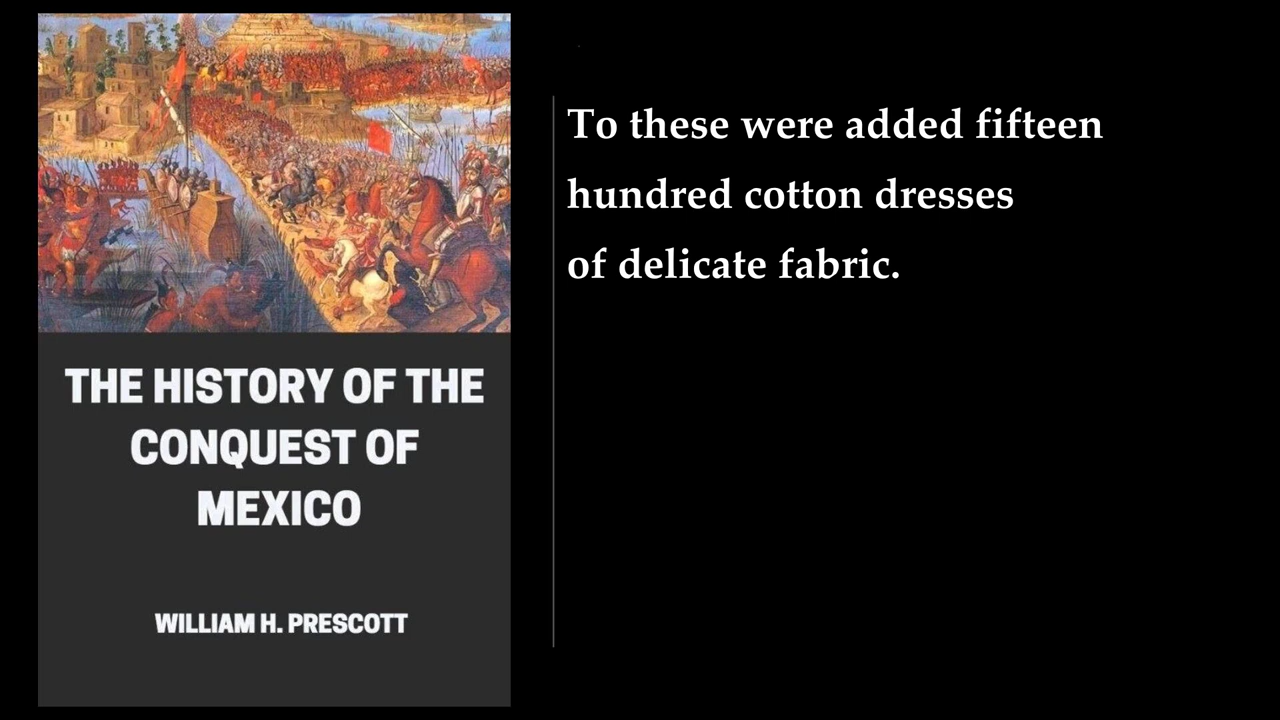 THE HISTORY OF THE
CONQUEST OF
MEXICO
WILLIAM H. PRESCOTT
To these were added fifteen
hundred cotton dresses
of delicate fabric.